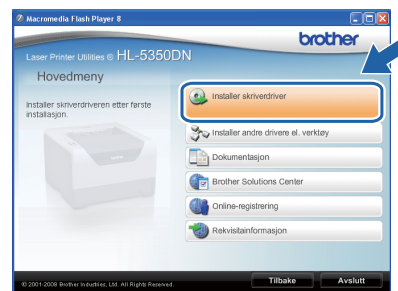 Macromedia Flash Player 8
brother
Laser Printer Utilities © HL-5350DN
Hovedmeny
Installer skriverdriveren etter første
installasjon.
Installer skriverdriver
Installer andre drivere el. verktøy
Dokumentasjon
Brother Solutions Center
Online-registrering
Rekvisitainformasjon
© 2001-2008 Brother Industries, Ltd. All Rights Reserved.
Tilbake
Avslutt